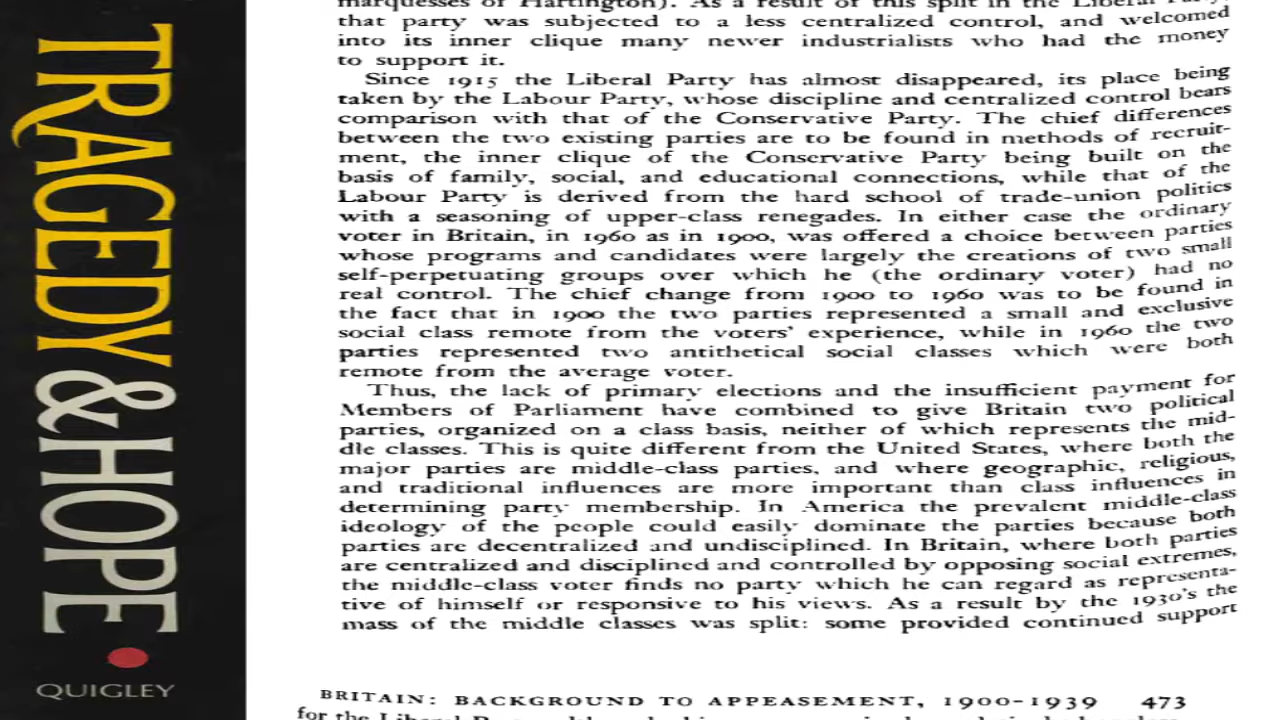 TRAGEDY & HOPE
QUIGLEY
marquesses of Hartington). As a result of this split in the Liberal Party,
that party was subjected to a less centralized control, and welcomed
into its inner clique many newer industrialists who had the money
to support it.
Since 1915 the Liberal Party has almost disappeared, its place being
taken by the Labour Party, whose discipline and centralized control bears
comparison with that of the Conservative Party. The chief differences
between the two existing parties are to be found in methods of recruit-
ment, the inner clique of the Conservative Party being built on the
basis of family, social, and educational connections, while that of the
Labour Party is derived from the hard school of trade-union politics
with a seasoning of upper-class renegades. In either case the ordinary
voter in Britain, in 1960 as in 1900, was offered a choice between parties
whose programs and candidates were largely the creations of two small
self-perpetuating groups over which he (the ordinary voter) had no
real control. The chief change from 1900 to 1960 was to be found in
the fact that in 1900 the two parties represented a small and exclusive
social class remote from the voters' experience, while in 1960 the two
parties represented two antithetical social classes which were both
remote from the average voter.
Thus, the lack of primary elections and the insufficient payment for
Members of Parliament have combined to give Britain two political
parties, organized on a class basis, neither of which represents the mid-
dle classes. This is quite different from the United States, where both the
major parties are middle-class parties, and where geographic, religious,
and traditional influences are more important than class influences in
determining party membership. In America the prevalent middle-class
ideology of the people could easily dominate the parties because both
parties are decentralized and undisciplined. In Britain, where both parties
are centralized and disciplined and controlled by opposing social extremes,
the middle-class voter finds no party which he can regard as representa-
tive of himself or responsive to his views. As a result by the 1930's the
mass of the middle classes was split: some provided continued support
BRITAIN: BACKGROUND TO APPEASEMENT, 1900-1939 473
for the Liberal